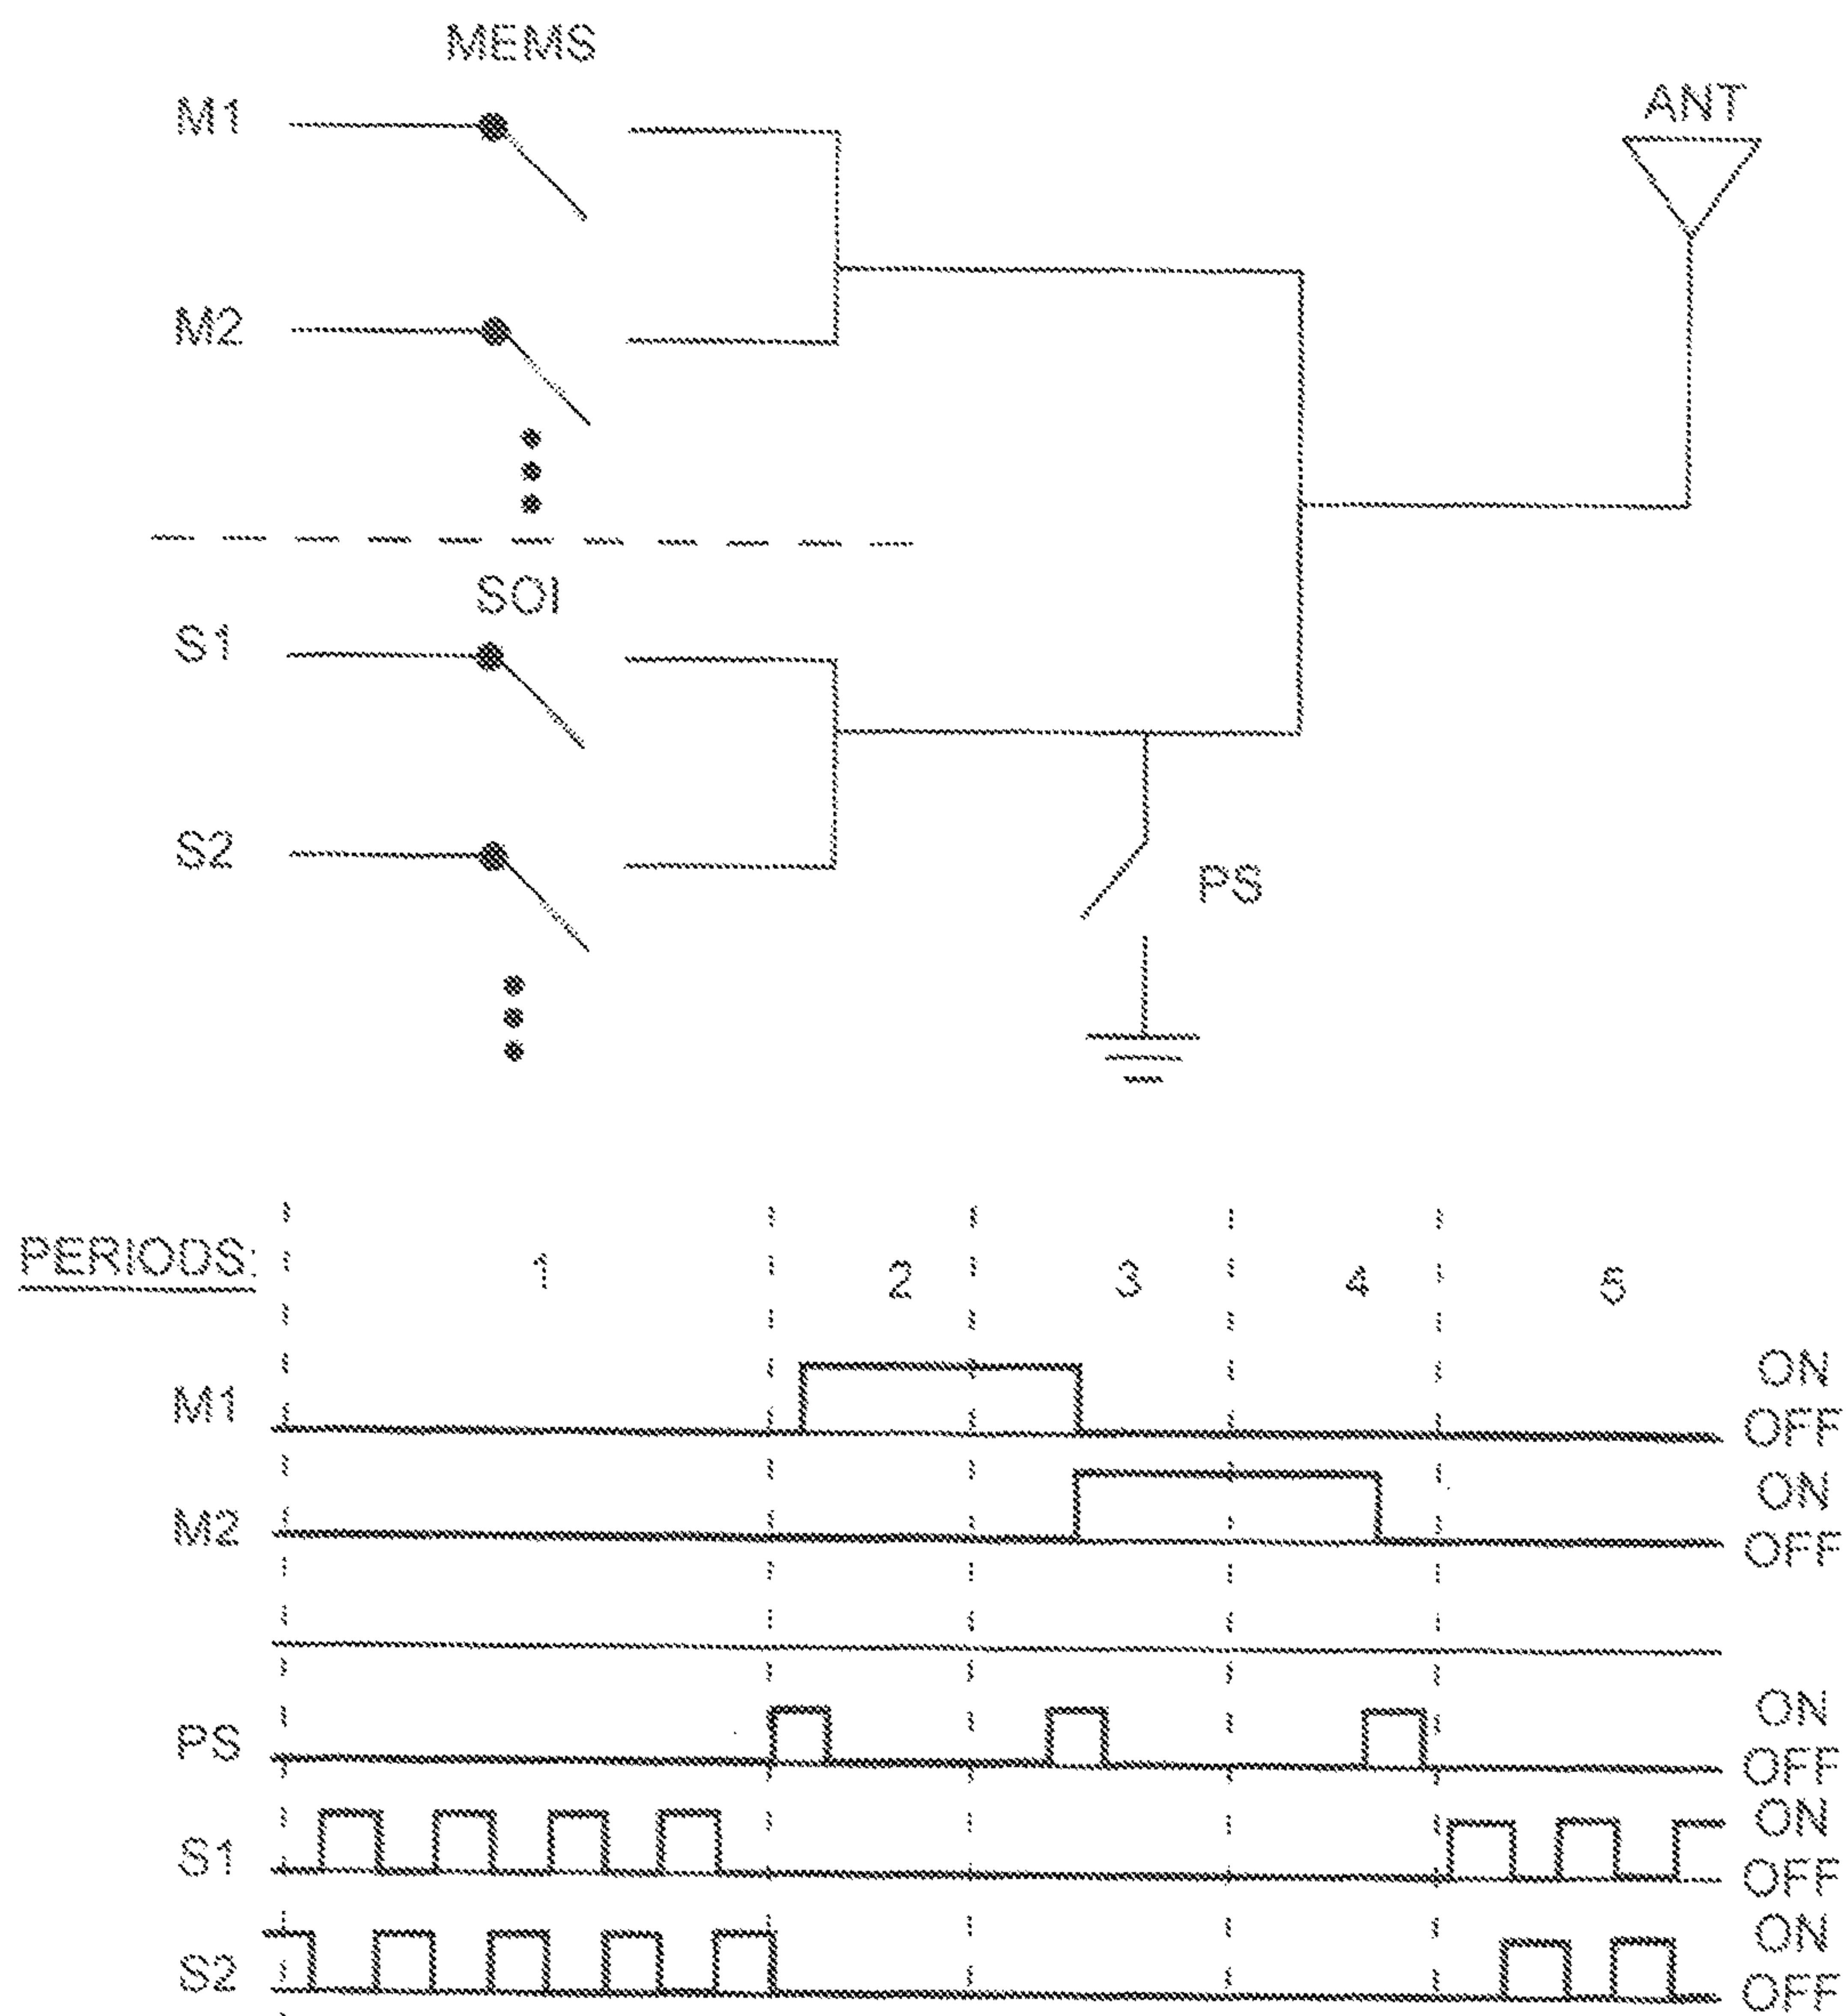 MEMS
ANT
M1
M2
SOI
S1
S2
PS
PERIODS: 1 2 3 4 5
ON
M1 OFF
ON
M2 OFF
ON
PS OFF
ON
S1 OFF
ON
S2 OFF